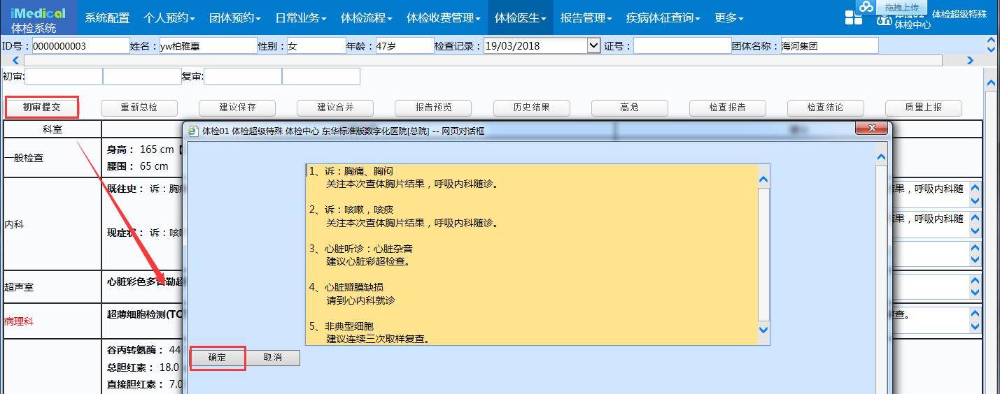 iMedical
体检系统
系统配置 个人预约 团体预约 日常业务 体检流程 体检收费管理 体检医生 报告管理 疾病体征查询 更多
拖拽上传
体检01 体检超级特殊
体检中心
ID号： 0000000003 姓名： yw柏雅惠 性别： 女 年龄： 47岁 检查记录： 19/03/2018 证号： 团体名称： 海河集团
初审: 复审:
初审提交 重新总检 建议保存 建议合并 报告预览 历史结果 高危 检查报告 检查结论 质量上报
科室
体检01 体检超级特殊 体检中心 东华标准版数字化医院[总院] -- 网页对话框
一般检查
身高： 165 cm【
腰围： 65 cm
内科
既往史： 诉：胸
现症状： 诉：咳
果，呼吸内科随
果，呼吸内科随
超声室
心脏彩色多普勒超
病理科
超薄细胞检测(TC
查。
谷丙转氨酶： 44
总胆红素： 18.0
直接胆红素： 7.0
1、诉：胸痛、胸闷
关注本次查体胸片结果，呼吸内科随诊。
2、诉：咳嗽，咳痰
关注本次查体胸片结果，呼吸内科随诊。
3、心脏听诊：心脏杂音
建议心脏彩超检查。
4、心脏瓣膜缺损
请到心内科就诊
5、非典型细胞
建议连续三次取样复查。
确定 取消